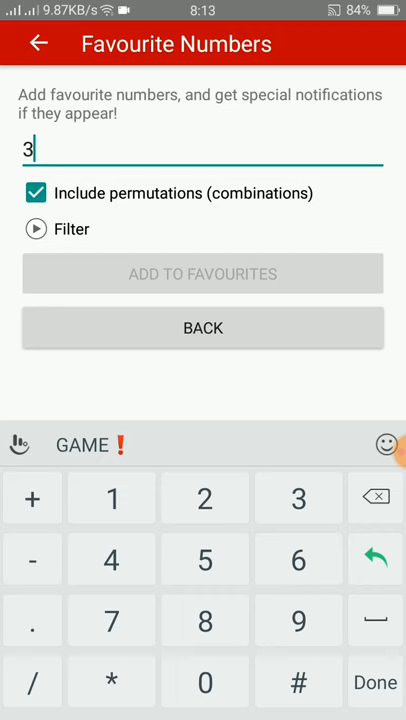 9.87KB/s 8:13 84%
Favourite Numbers
Add favourite numbers, and get special notifications
if they appear!
3
Include permutations (combinations)
Filter
ADD TO FAVOURITES
BACK
GAME❗
+ 1 2 3
- 4 5 6
. 7 8 9
/ * 0 # Done